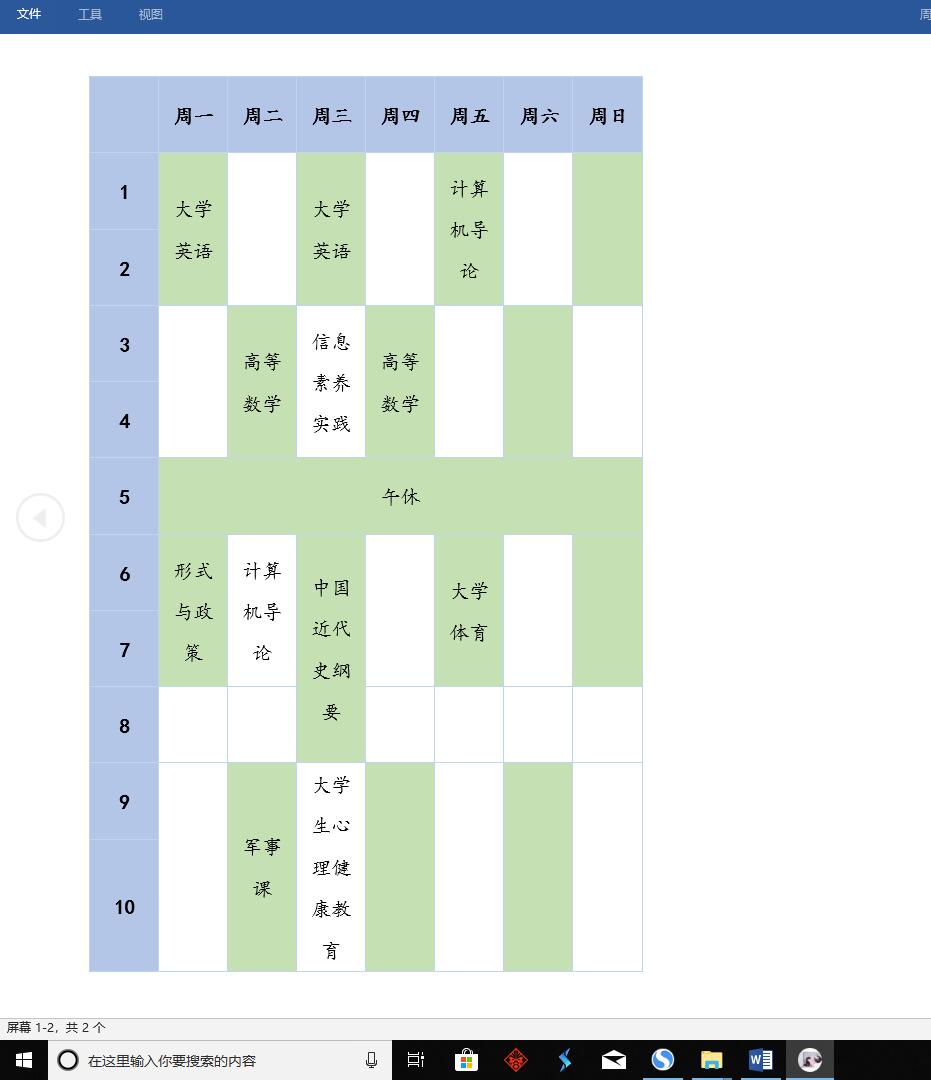 文件 工具 视图 周
周一 周二 周三 周四 周五 周六 周日
1
大学
英语
大学
英语
计算
机导
论
2
3
高等
数学
信息
素养
实践
高等
数学
4
5
午休
6
形式
与政
策
计算
机导
论
中国
近代
史纲
要
大学
体育
7
8
9
军事
课
大学
生心
理健
康教
育
10
屏幕 1-2，共 2 个
在这里输入你要搜索的内容